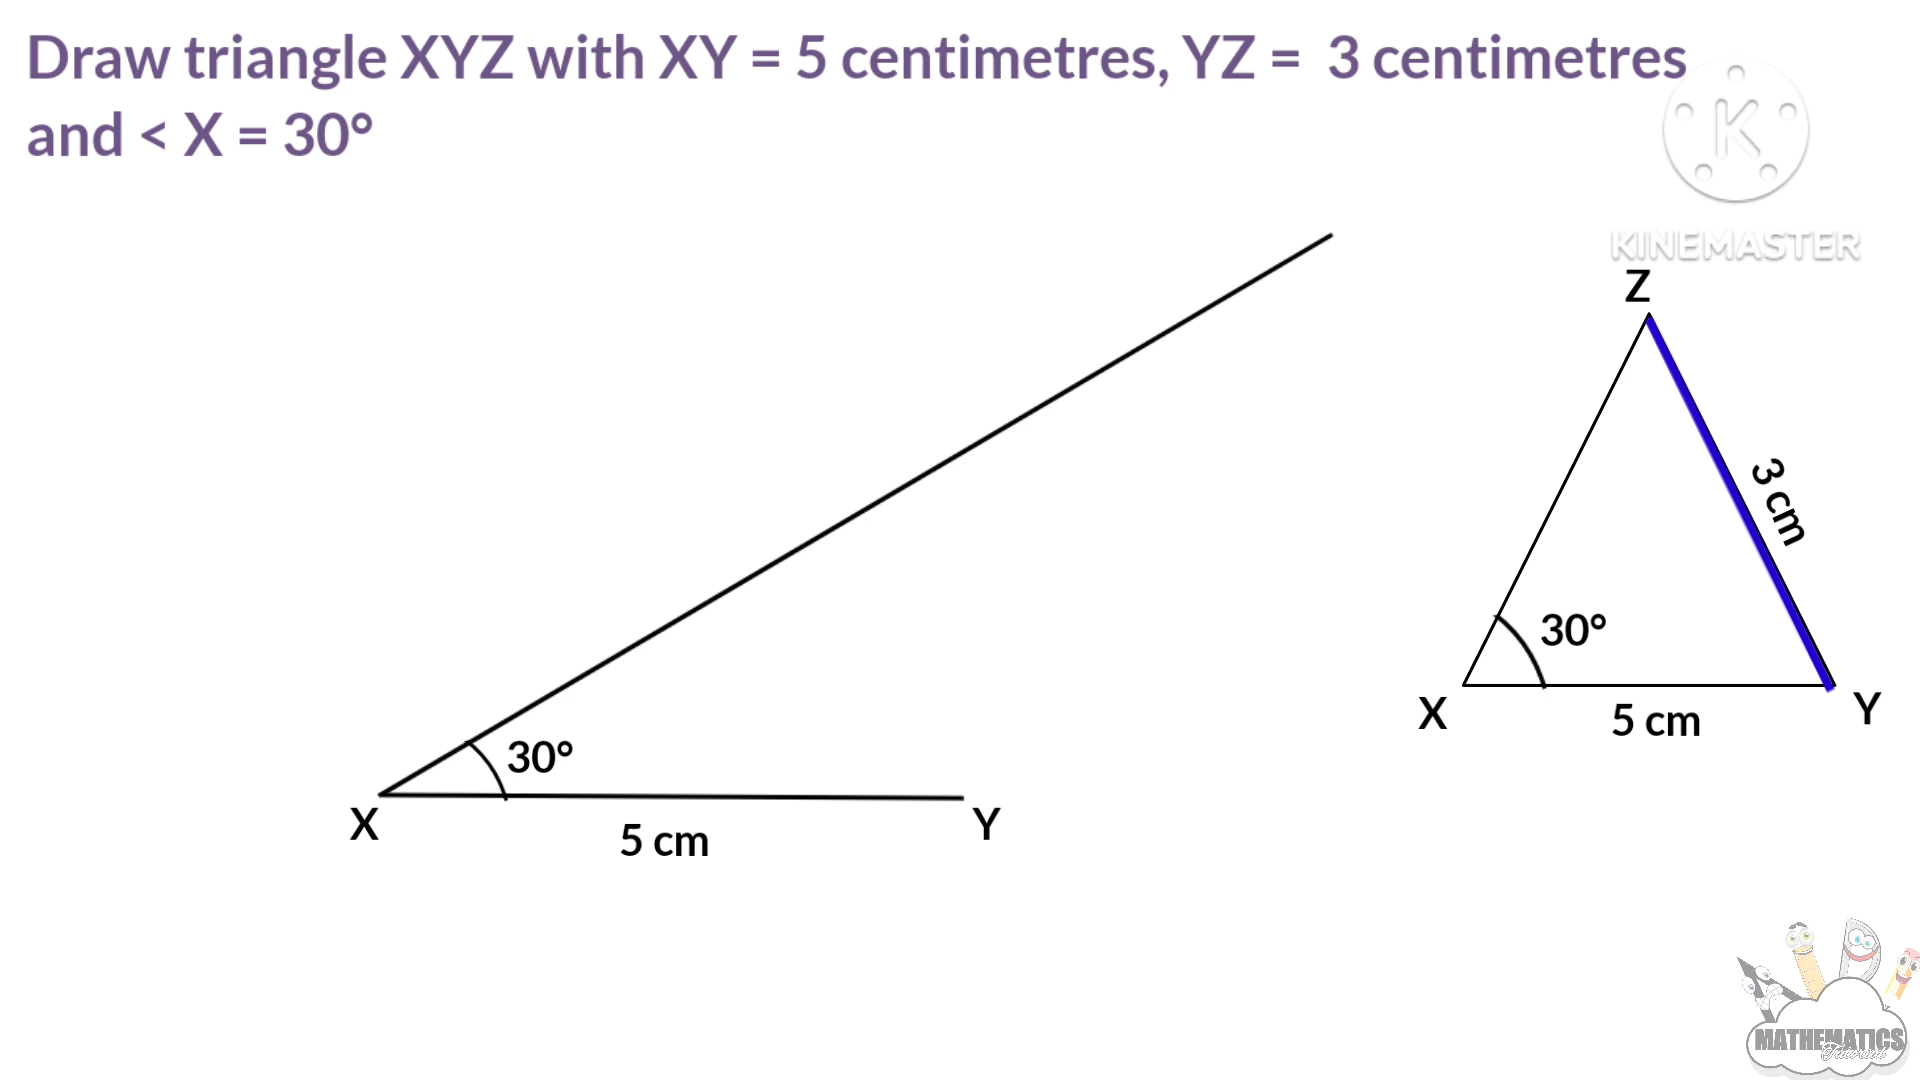 Draw triangle XYZ with XY = 5 centimetres, YZ = 3 centimetres
and < X = 30°
K
KINEMASTER
Z
3 cm
30°
X
5 cm
Y
30°
X
5 cm
Y
MATHEMATICS
Tutorial